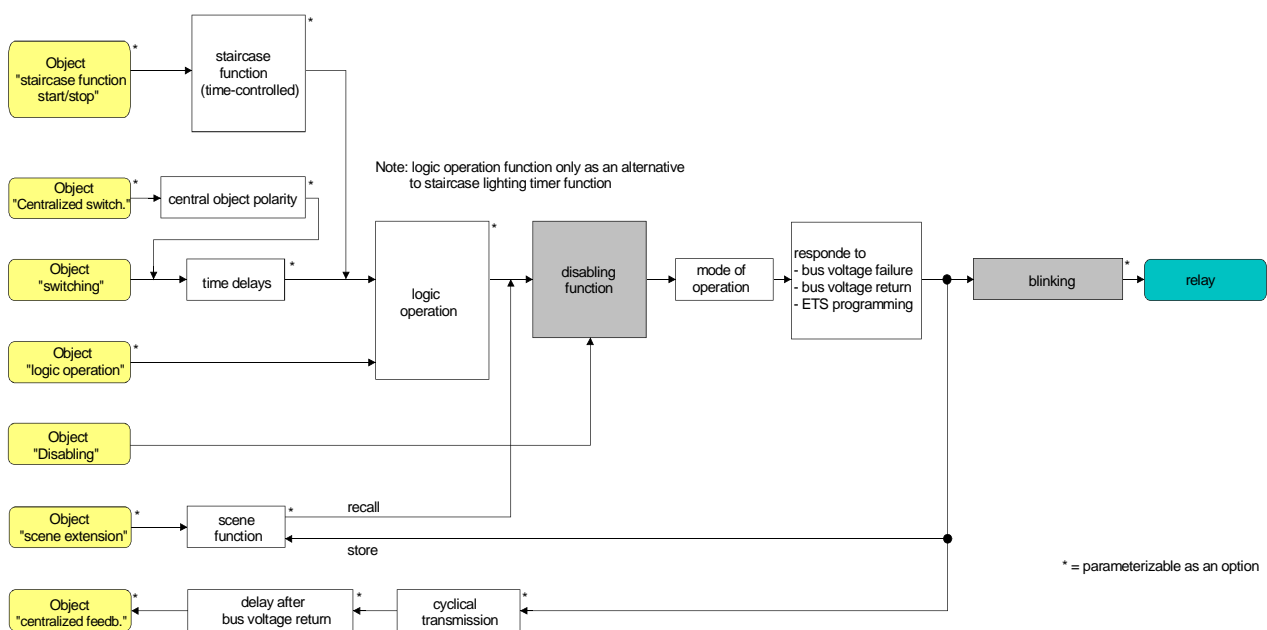 *
*
Object
"staircase function
start/stop"
staircase
function
(time-controlled)
Note: logic operation function only as an alternative
to staircase lighting timer function
*
*
Object
"Centralized switch."
central object polarity
*
*
*
Object
"switching"
time delays
logic
operation
disabling
function
mode of
operation
responde to
- bus voltage failure
- bus voltage return
- ETS programming
*
blinking
relay
*
Object
"logic operation"
Object
"Disabling"
*
*
Object
"scene extension"
scene
function
recall
store
* = parameterizable as an option
*
*
*
Object
"centralized feedb."
delay after
bus voltage return
cyclical
transmission